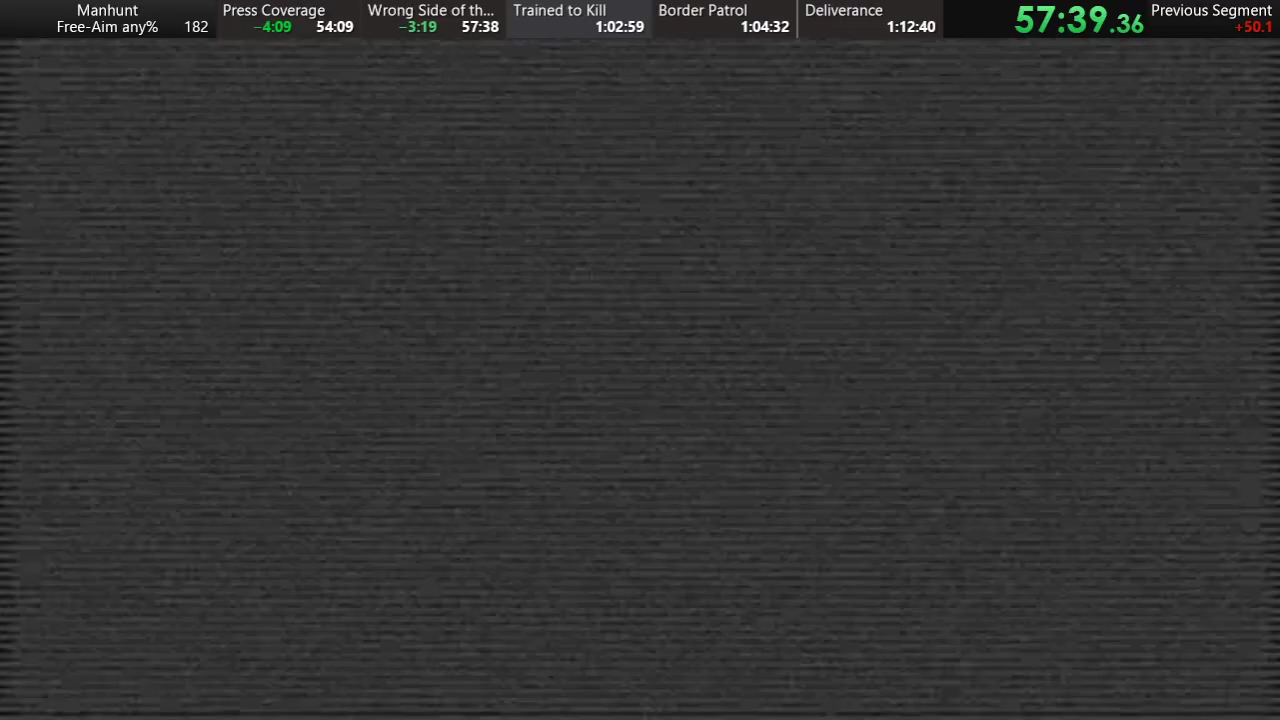 Manhunt
Free-Aim any% 182
Press Coverage
−4:09 54:09
Wrong Side of th...
−3:19 57:38
Trained to Kill
1:02:59
Border Patrol
1:04:32
Deliverance
1:12:40
57:39.36
Previous Segment
+50.1